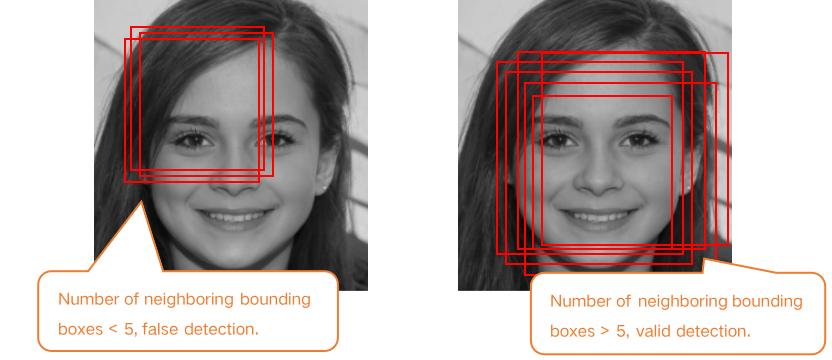 Number of neighboring bounding
boxes < 5, false detection.
Number of neighboring bounding
boxes > 5, valid detection.